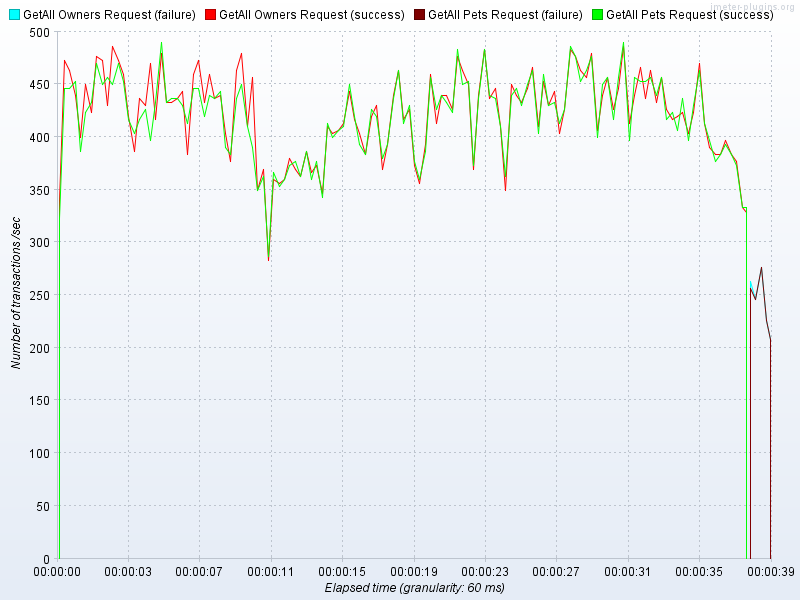 jmeter-plugins.org
GetAll Owners Request (failure) GetAll Owners Request (success) GetAll Pets Request (failure) GetAll Pets Request (success)
500
450
400
350
300
250
200
150
100
50
0
Number of transactions /sec
00:00:00 00:00:03 00:00:07 00:00:11 00:00:15 00:00:19 00:00:23 00:00:27 00:00:31 00:00:35 00:00:39
Elapsed time (granularity: 60 ms)